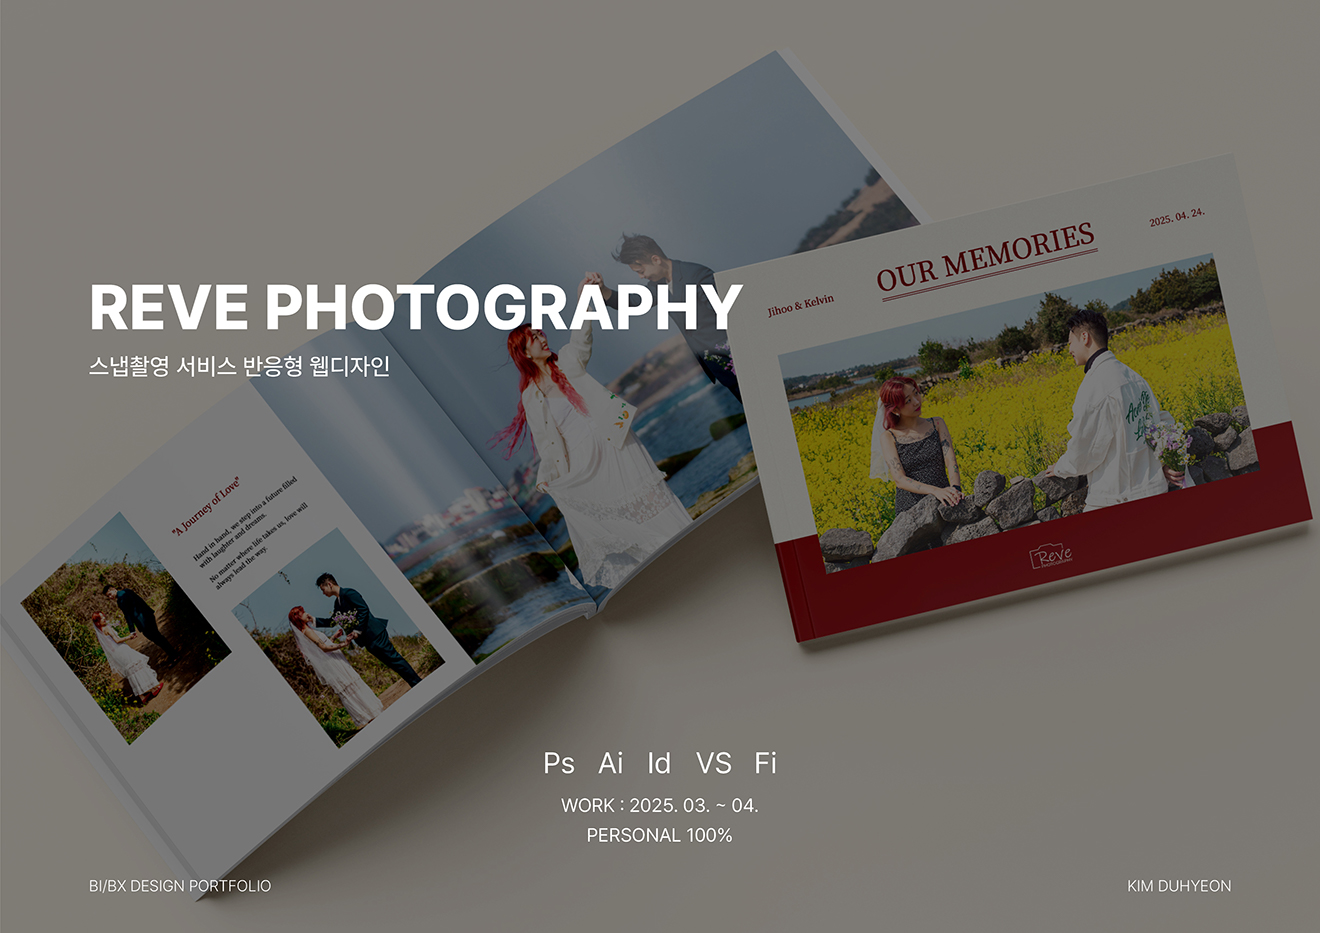 REVE PHOTOGRAPHY
스냅촬영 서비스 반응형 웹디자인
OUR MEMORIES
2025. 04. 24.
Jihoo & Kelvin
Reve
"A Journey of Love"
Hand in hand, we step into a future filled
with laughter and dreams.
No matter where life takes us, love will
always lead the way.
Ps Ai Id VS Fi
WORK : 2025. 03. ~ 04.
PERSONAL 100%
BI/BX DESIGN PORTFOLIO
KIM DUHYEON